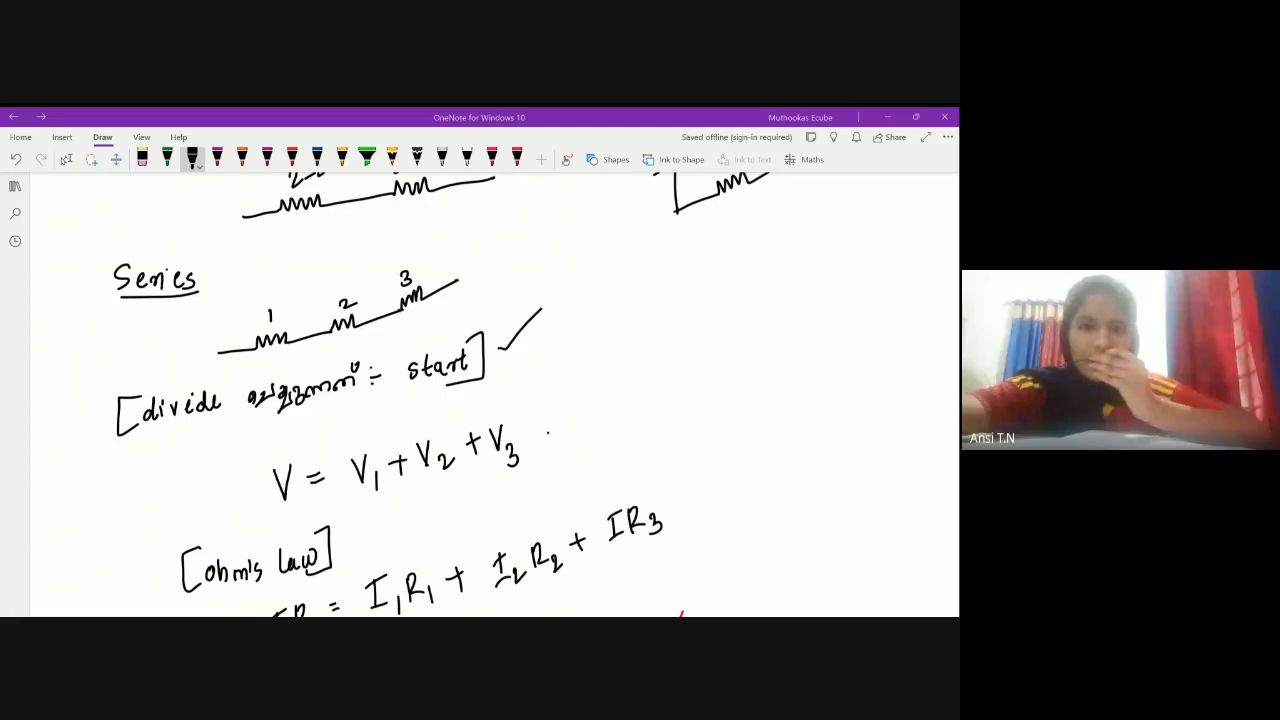 OneNote for Windows 10
Muthookas Ecube
Home Insert Draw View Help
Saved offline (sign-in required)
Share
Shapes
Ink to Shape
Ink to Text
Maths
Series
1 2 3
[divide ÷ start] ✓
V = V₁ + V₂ + V₃
[ohm's law]
= I₁R₁ + I₂R₂ + IR₃
Ansi T.N